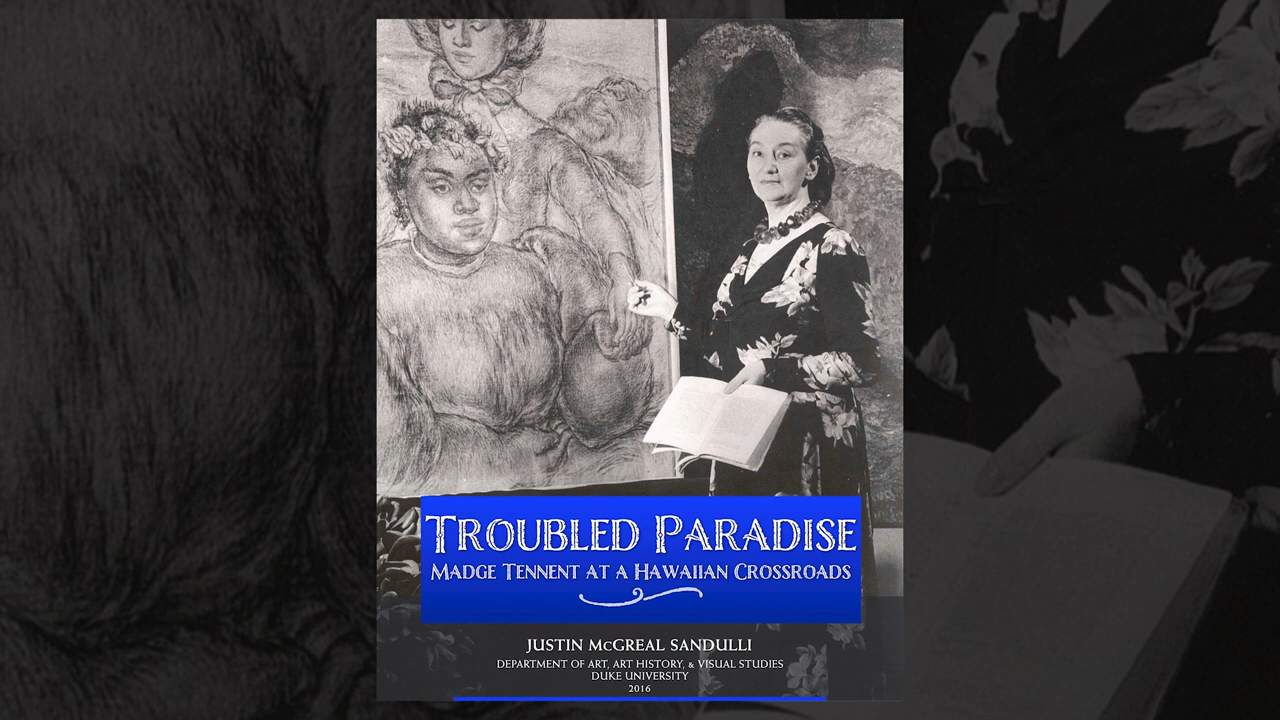 TROUBLED PARADISE
MADGE TENNENT AT A HAWAIIAN CROSSROADS
JUSTIN McGREAL SANDULLI
DEPARTMENT OF ART, ART HISTORY, & VISUAL STUDIES
DUKE UNIVERSITY
2016